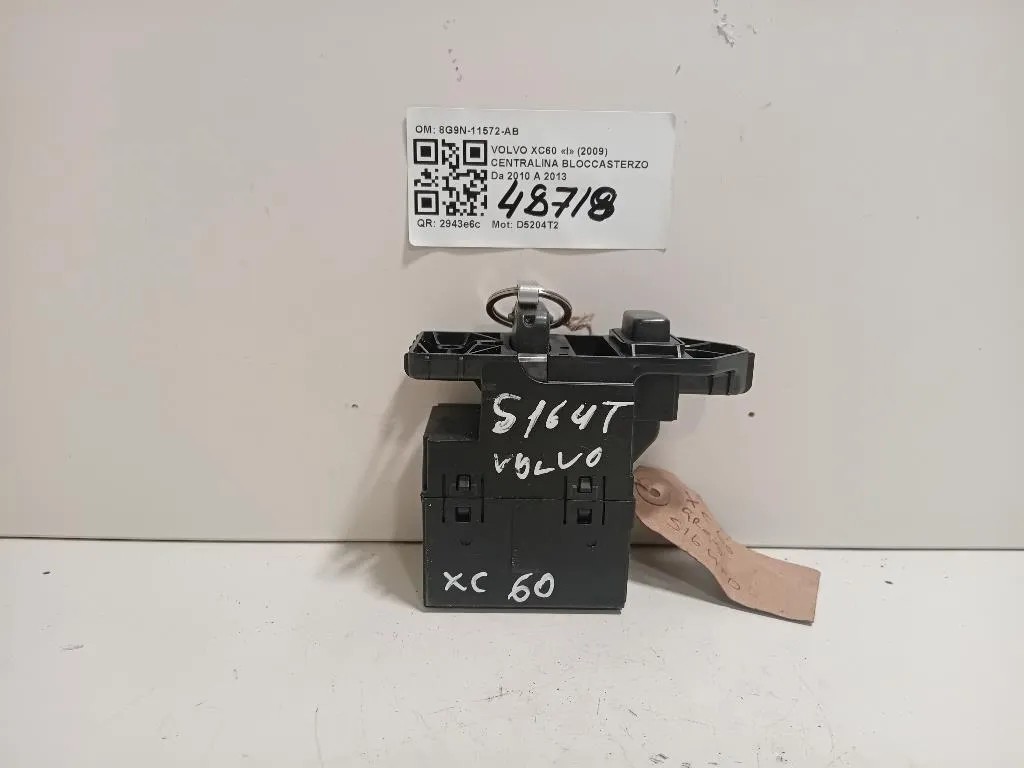 OM: 8G9N-11572-AB
VOLVO XC60 «I» (2009)
CENTRALINA BLOCCASTERZO
Da 2010 A 2013
48718
QR: 2943e6c Mot: D5204T2
S164T
VOLVO
XC 60